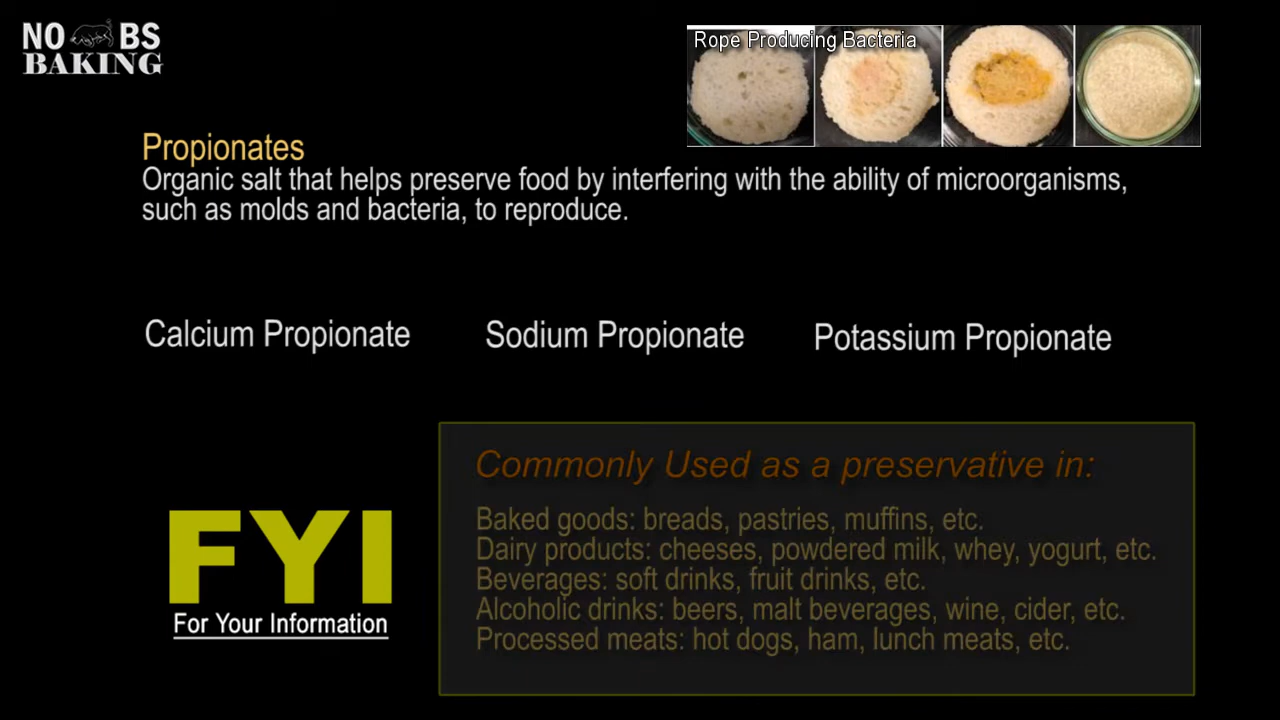 NO BS
BAKING
Rope Producing Bacteria
Propionates
Organic salt that helps preserve food by interfering with the ability of microorganisms,
such as molds and bacteria, to reproduce.
Calcium Propionate
Sodium Propionate
Potassium Propionate
FYI
For Your Information
Commonly Used as a preservative in:
Baked goods: breads, pastries, muffins, etc.
Dairy products: cheeses, powdered milk, whey, yogurt, etc.
Beverages: soft drinks, fruit drinks, etc.
Alcoholic drinks: beers, malt beverages, wine, cider, etc.
Processed meats: hot dogs, ham, lunch meats, etc.